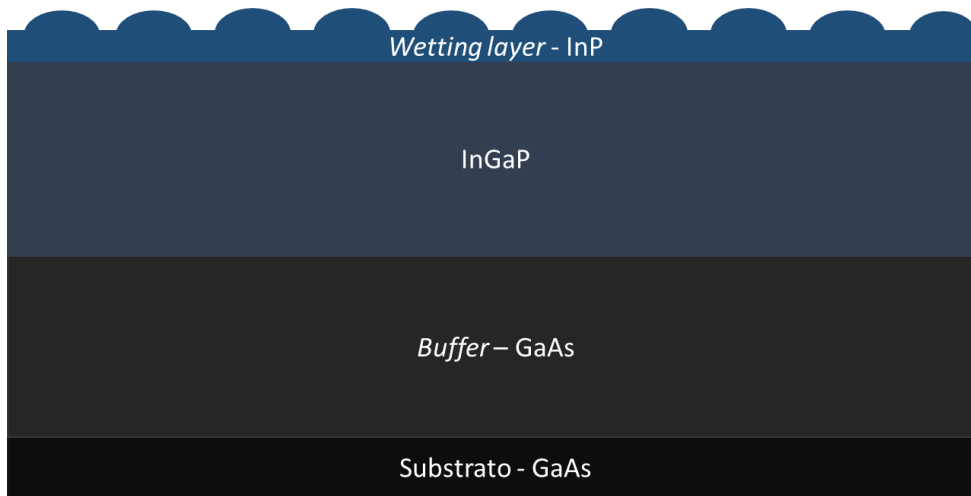 Wetting layer - InP
InGaP
Buffer – GaAs
Substrato - GaAs